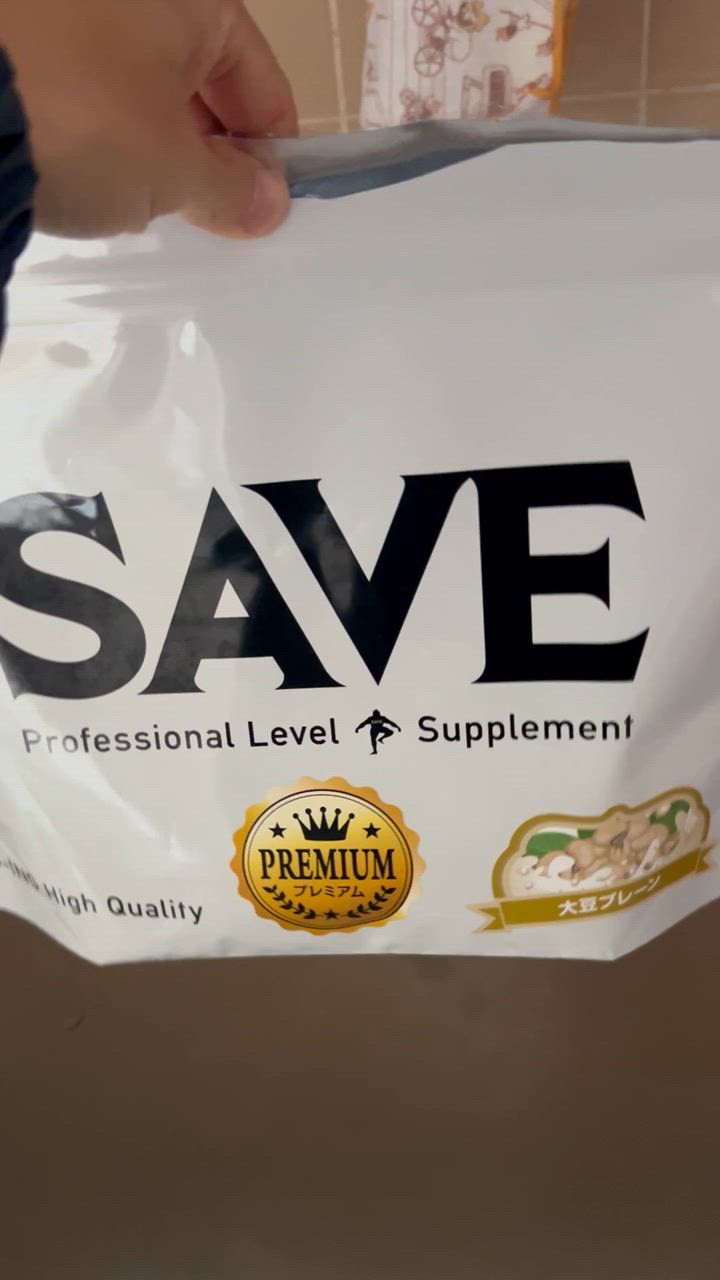 SAVE
Professional Level Supplement
High Quality
PREMIUM
プレミアム
大豆プレーン